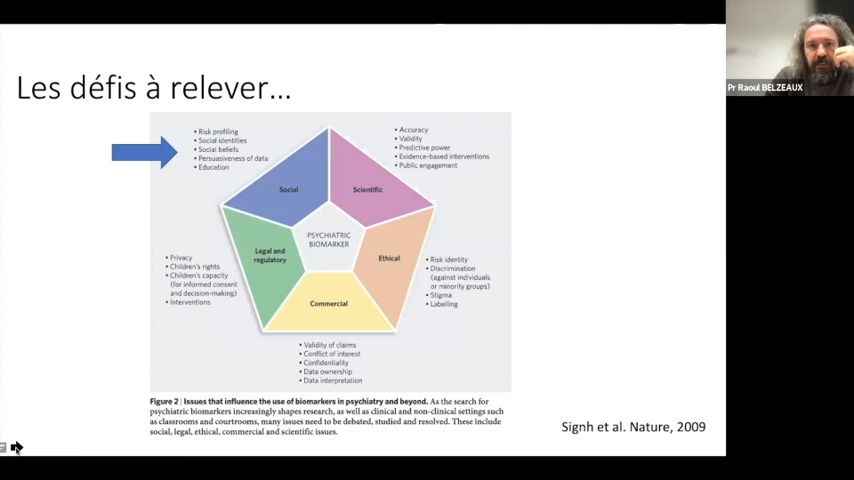 Les défis à relever...
Pr Raoul BELZEAUX
• Risk profiling
• Social identities
• Social beliefs
• Persuasiveness of data
• Education
• Accuracy
• Validity
• Predictive power
• Evidence-based interventions
• Public engagement
Social
Scientific
PSYCHIATRIC
BIOMARKER
Legal and
regulatory
Ethical
• Privacy
• Children's rights
• Children's capacity
(for informed consent
and decision-making)
• Interventions
• Risk identity
• Discrimination
(against individuals
or minority groups)
• Stigma
• Labelling
Commercial
• Validity of claims
• Conflict of interest
• Confidentiality
• Data ownership
• Data interpretation
Figure 2 | Issues that influence the use of biomarkers in psychiatry and beyond. As the search for
psychiatric biomarkers increasingly shapes research, as well as clinical and non-clinical settings such
as classrooms and courtrooms, many issues need to be debated, studied and resolved. These include
social, legal, ethical, commercial and scientific issues.
Signh et al. Nature, 2009